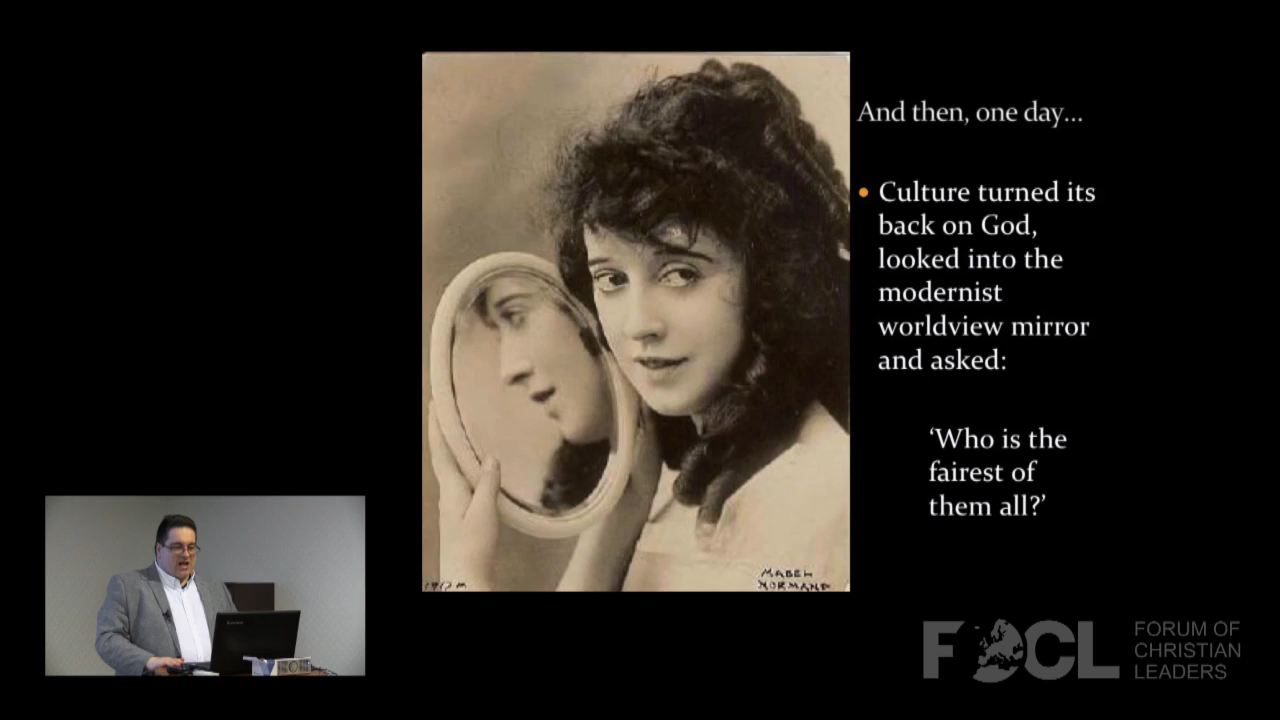 And then, one day...
• Culture turned its
back on God,
looked into the
modernist
worldview mirror
and asked:
‘Who is the
fairest of
them all?’
MABEL
NORMAND
FOCL
FORUM OF
CHRISTIAN
LEADERS